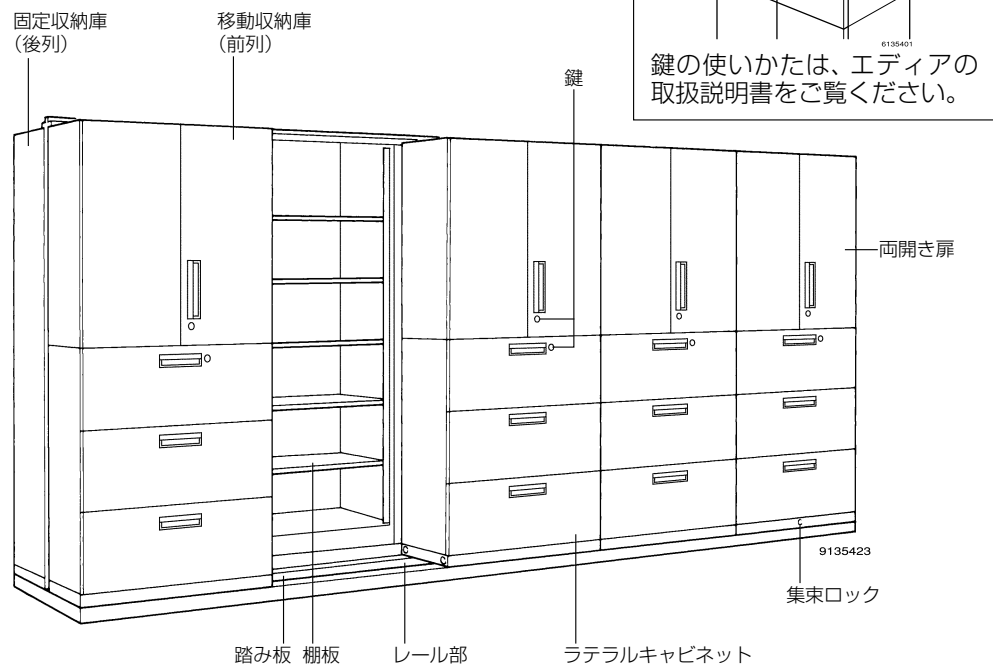 固定収納庫
(後列)
移動収納庫
(前列)
6135401
鍵の使いかたは、エディアの
取扱説明書をご覧ください。
鍵
両開き扉
9135423
集束ロック
踏み板
棚板
レール部
ラテラルキャビネット